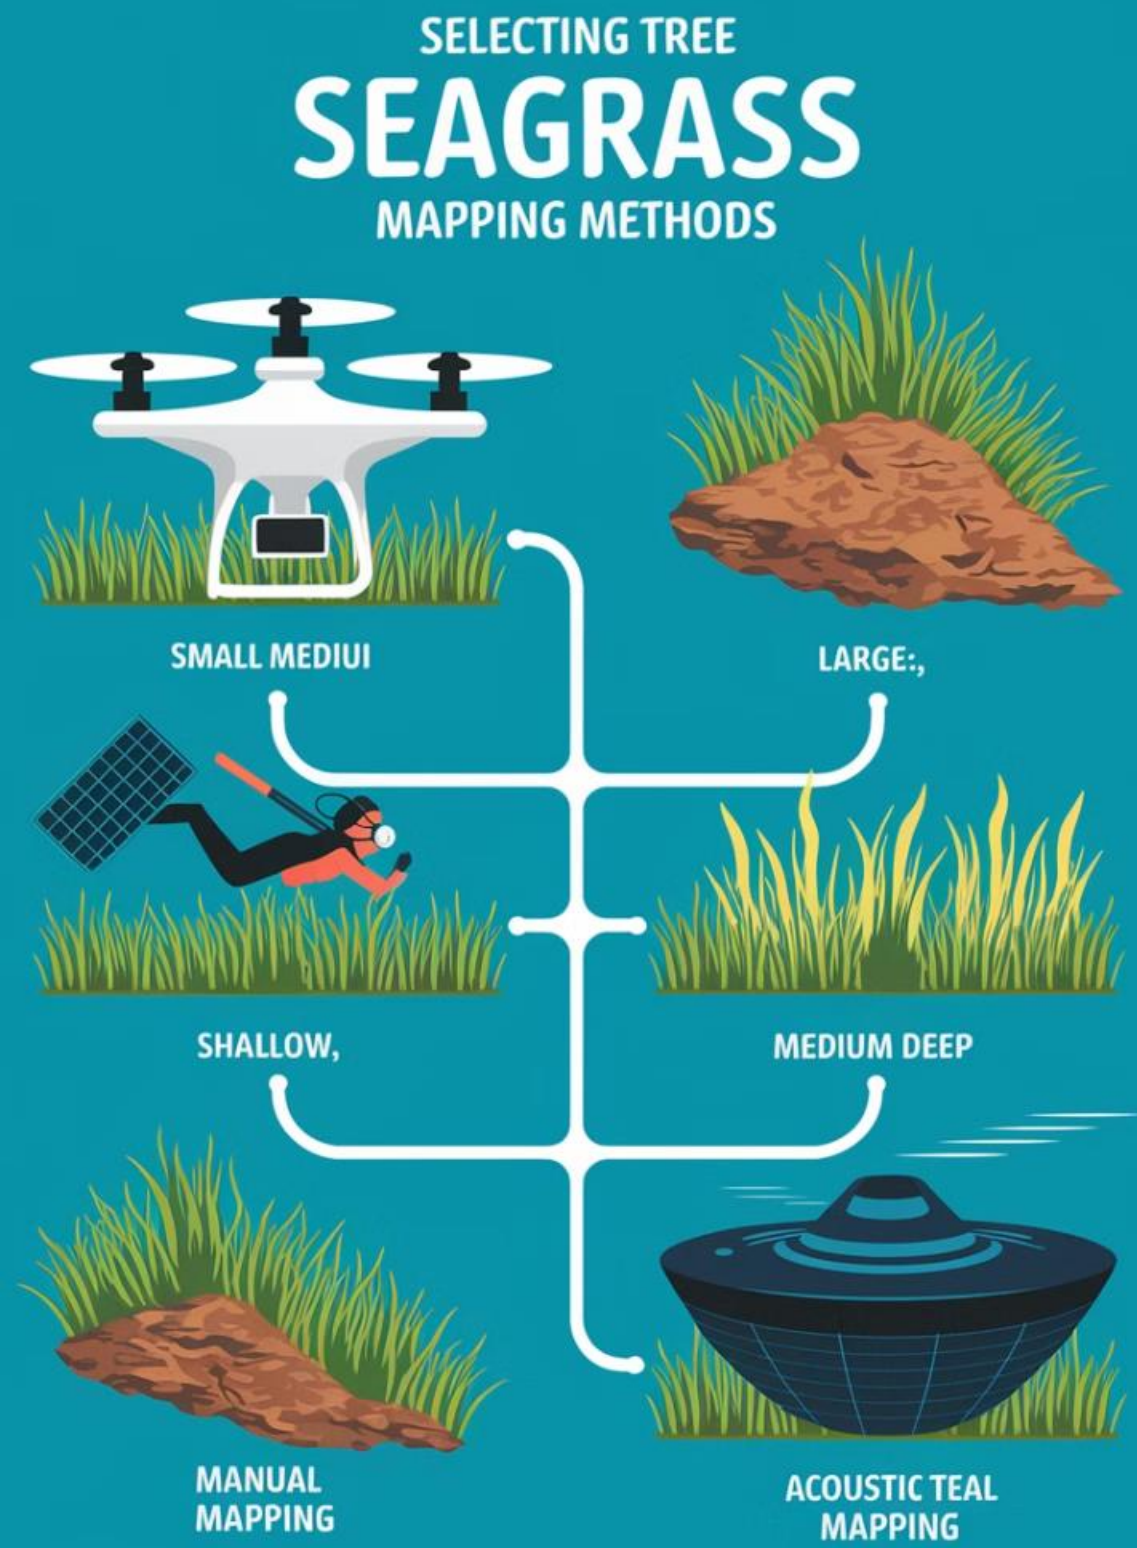 SELECTING TREE
SEAGRASS
MAPPING METHODS
SMALL MEDIUI
LARGE:,
SHALLOW,
MEDIUM DEEP
MANUAL
MAPPING
ACOUSTIC TEAL
MAPPING